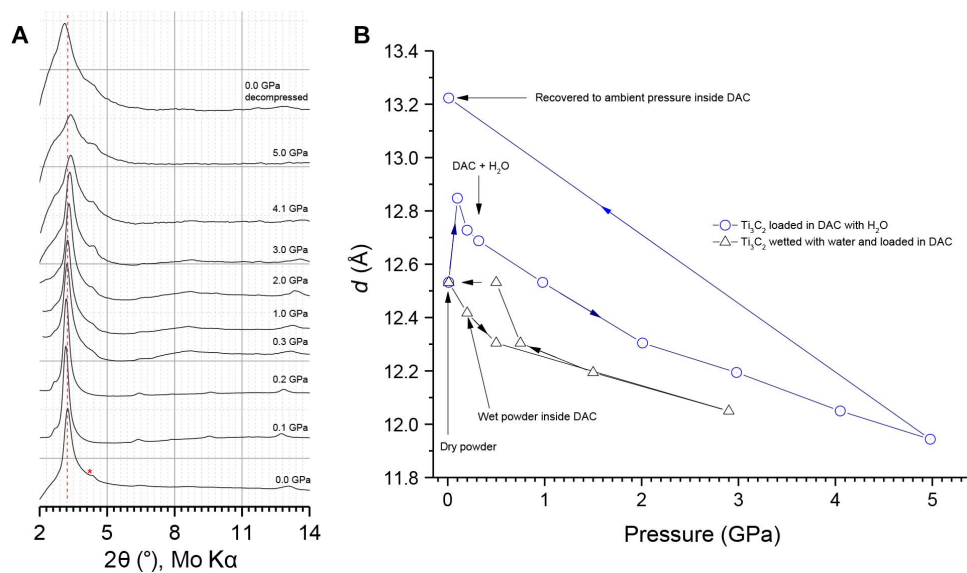 A
0.0 GPa
decompressed
5.0 GPa
4.1 GPa
3.0 GPa
2.0 GPa
1.0 GPa
0.3 GPa
0.2 GPa
0.1 GPa
*
0.0 GPa
2 4 6 8 10 12 14
2θ (°), Mo Kα
B
13.4
13.2
13.0
12.8
12.6
12.4
12.2
12.0
11.8
d (Å)
Recovered to ambient pressure inside DAC
DAC + H₂O
Ti₃C₂ loaded in DAC with H₂O
Ti₃C₂ wetted with water and loaded in DAC
Wet powder inside DAC
Dry powder
0 1 2 3 4 5
Pressure (GPa)